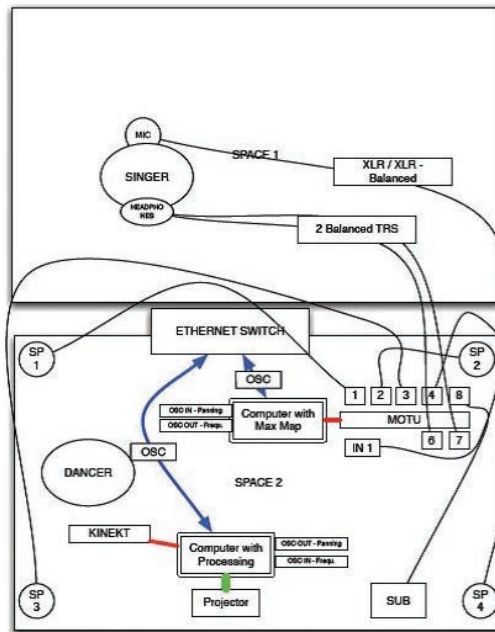 MIC
SPACE 1
XLR / XLR -
Balanced
SINGER
HEADPHO
NES
2 Balanced TRS
ETHERNET SWITCH
SP
1
SP
2
OSC
1
2
3
4
8
OSC IN - Panning
OSC OUT - Frequ.
Computer with
Max Map
MOTU
IN 1
6
7
OSC
DANCER
SPACE 2
KINEKT
Computer with
Processing
OSC OUT - Panning
OSC IN - Frequ.
SP
3
Projector
SUB
SP
4